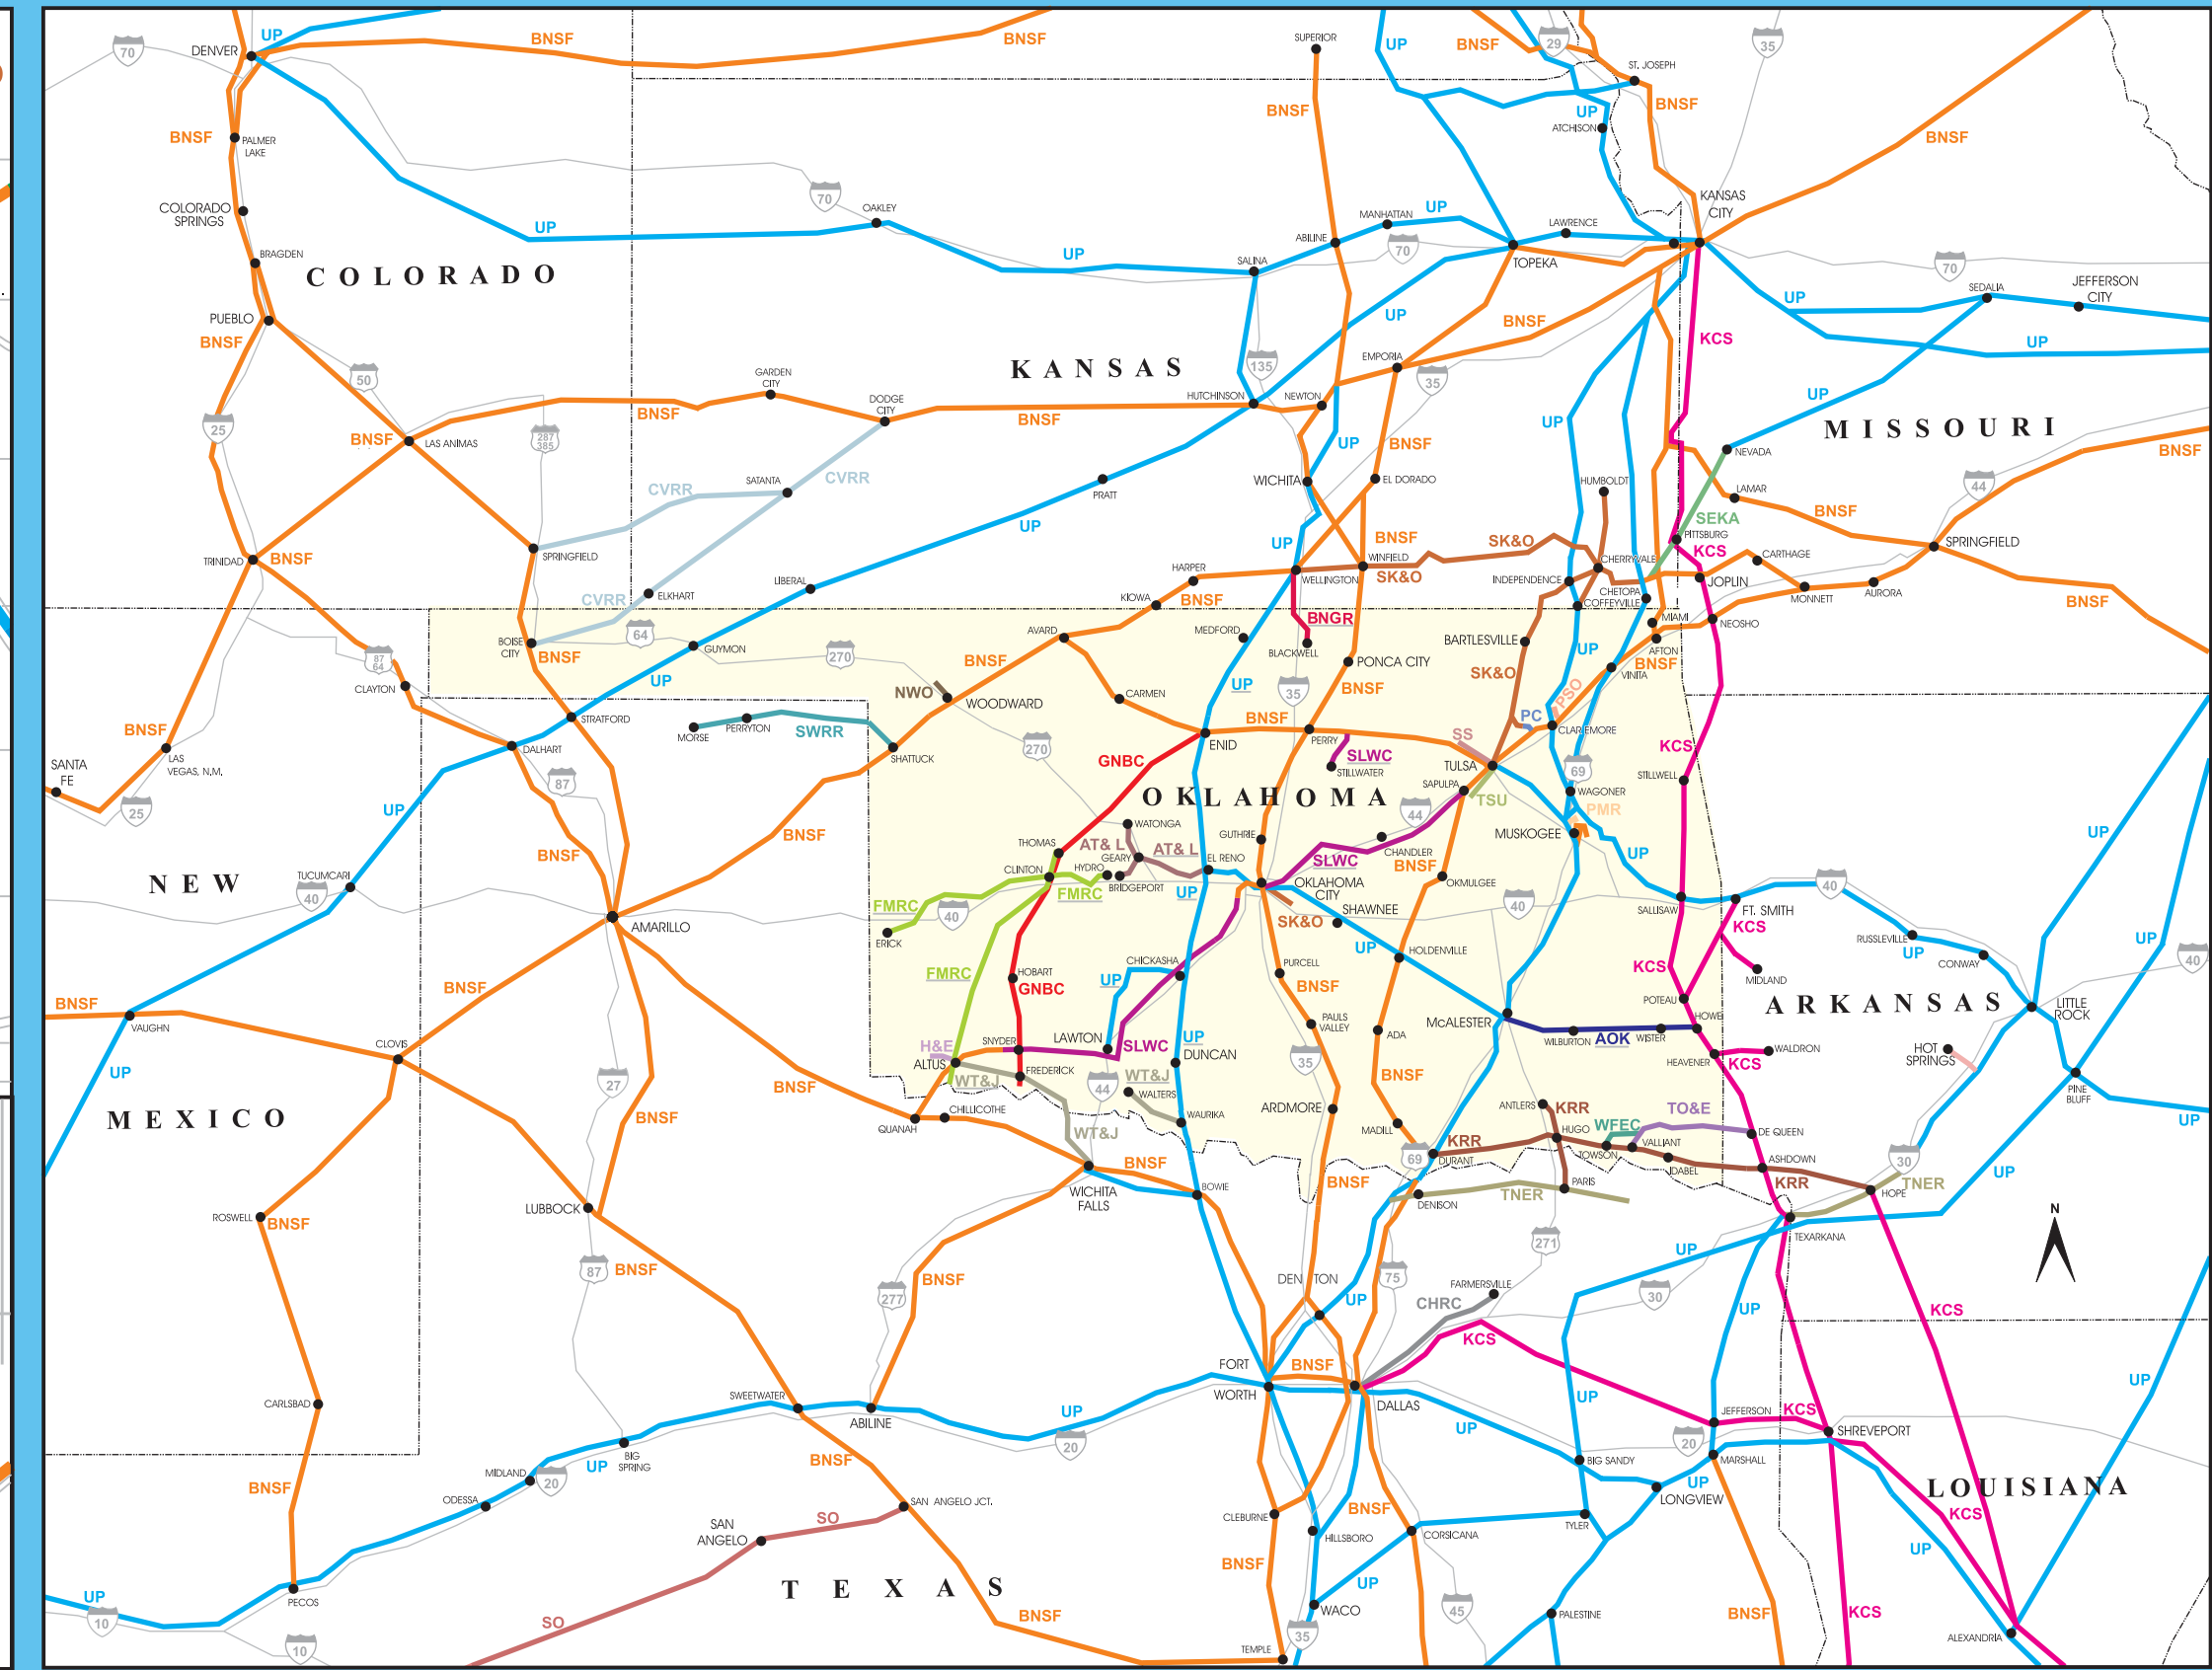 DENVER
UP
BNSF
BNSF
SUPERIOR
UP
BNSF
29
35
70
ST. JOSEPH
BNSF
BNSF
UP
ATCHISON
BNSF
BNSF
PALMER
LAKE
COLORADO
SPRINGS
70
OAKLEY
UP
MANHATTAN
UP
LAWRENCE
KANSAS
CITY
ABILINE
70
TOPEKA
BRAGDEN
COLORADO
UP
SALINA
70
SEDALIA
JEFFERSON
CITY
UP
PUEBLO
BNSF
UP
BNSF
KCS
UP
50
KANSAS
135
EMPORIA
35
GARDEN
CITY
DODGE
CITY
HUTCHINSON
NEWTON
UP
25
BNSF
BNSF
BNSF
LAS ANIMAS
287
385
UP
BNSF
UP
MISSOURI
NEVADA
BNSF
CVRR
SATANTA
CVRR
PRATT
WICHITA
EL DORADO
HUMBOLDT
LAMAR
44
BNSF
SEKA
UP
UP
BNSF
SK&O
PITTSBURG
KCS
CARTHAGE
SPRINGFIELD
TRINIDAD
BNSF
SPRINGFIELD
HARPER
WELLINGTON
WINFIELD
SK&O
CHERRYVALE
INDEPENDENCE
CHETOPA
COFFEYVILLE
JOPLIN
MONNETT
AURORA
LIBERAL
CVRR
ELKHART
KIOWA
BNSF
BNSF
BNGR
MIAMI
NEOSHO
BOISE
CITY
64
BNSF
GUYMON
270
AVARD
MEDFORD
BLACKWELL
BARTLESVILLE
UP
AFTON
BNSF
87
64
CLAYTON
UP
BNSF
PONCA CITY
SK&O
VINITA
NWO
WOODWARD
CARMEN
UP
35
BNSF
PSO
STRATFORD
MORSE
PERRYTON
SWRR
BNSF
PC
CLAREMORE
BNSF
LAS
VEGAS, N.M.
DALHART
SHATTUCK
270
ENID
PERRY
SS
KCS
SANTA
FE
GNBC
SLWC
STILLWATER
TULSA
69
STILLWELL
87
SAPULPA
TSU
WAGONER
25
UP
OKLAHOMA
44
PMR
BNSF
WATONGA
GUTHRIE
MUSKOGEE
UP
THOMAS
AT& L
GEARY
AT& L
EL RENO
CHANDLER
SLWC
BNSF
UP
BNSF
CLINTON
HYDRO
BRIDGEPORT
OKMULGEE
NEW
TUCUMCARI
40
FMRC
UP
OKLAHOMA
CITY
40
FMRC
40
SHAWNEE
40
SALLISAW
FT. SMITH
KCS
AMARILLO
ERICK
SK&O
UP
HOLDENVILLE
RUSSLEVILLE
UP
CONWAY
UP
40
FMRC
HOBART
GNBC
CHICKASHA
UP
PURCELL
BNSF
KCS
MIDLAND
BNSF
BNSF
VAUGHN
POTEAU
ARKANSAS
LITTLE
ROCK
PAULS
VALLEY
McALESTER
HOWE
CLOVIS
H&E
SNYDER
LAWTON
SLWC
UP
ADA
WILBURTON
AOK
WISTER
WALDRON
HOT
SPRINGS
ALTUS
DUNCAN
35
HEAVENER
KCS
UP
27
BNSF
WT&J
FREDERICK
44
WT&J
WALTERS
BNSF
PINE
BLUFF
MEXICO
BNSF
CHILLICOTHE
QUANAH
WAURIKA
ARDMORE
MADILL
ANTLERS
KRR
HUGO
WFEC
TO&E
DE QUEEN
UP
WT&J
KRR
69
DURANT
TOWSON
VALLIANT
IDABEL
ASHDOWN
30
UP
BNSF
WICHITA
FALLS
BOWIE
BNSF
DENISON
TNER
PARIS
KRR
HOPE
TNER
LUBBOCK
ROSWELL
BNSF
N
TEXARKANA
271
UP
87
BNSF
277
BNSF
DENTON
75
FARMERSVILLE
CHRC
30
UP
KCS
UP
KCS
FORT
WORTH
BNSF
UP
UP
CARLSBAD
SWEETWATER
ABILINE
UP
20
DALLAS
UP
JEFFERSON
KCS
SHREVEPORT
20
BNSF
BIG
SPRING
UP
BNSF
BIG SANDY
MARSHALL
MIDLAND
20
UP
LONGVIEW
LOUISIANA
BNSF
ODESSA
SAN ANGELO JCT.
SO
SAN
ANGELO
CLEBURNE
BNSF
HILLSBORO
CORSICANA
TYLER
KCS
UP
BNSF
UP
TEXAS
UP
10
PECOS
SO
BNSF
WACO
45
PALESTINE
BNSF
KCS
ALEXANDRIA
10
35
TEMPLE